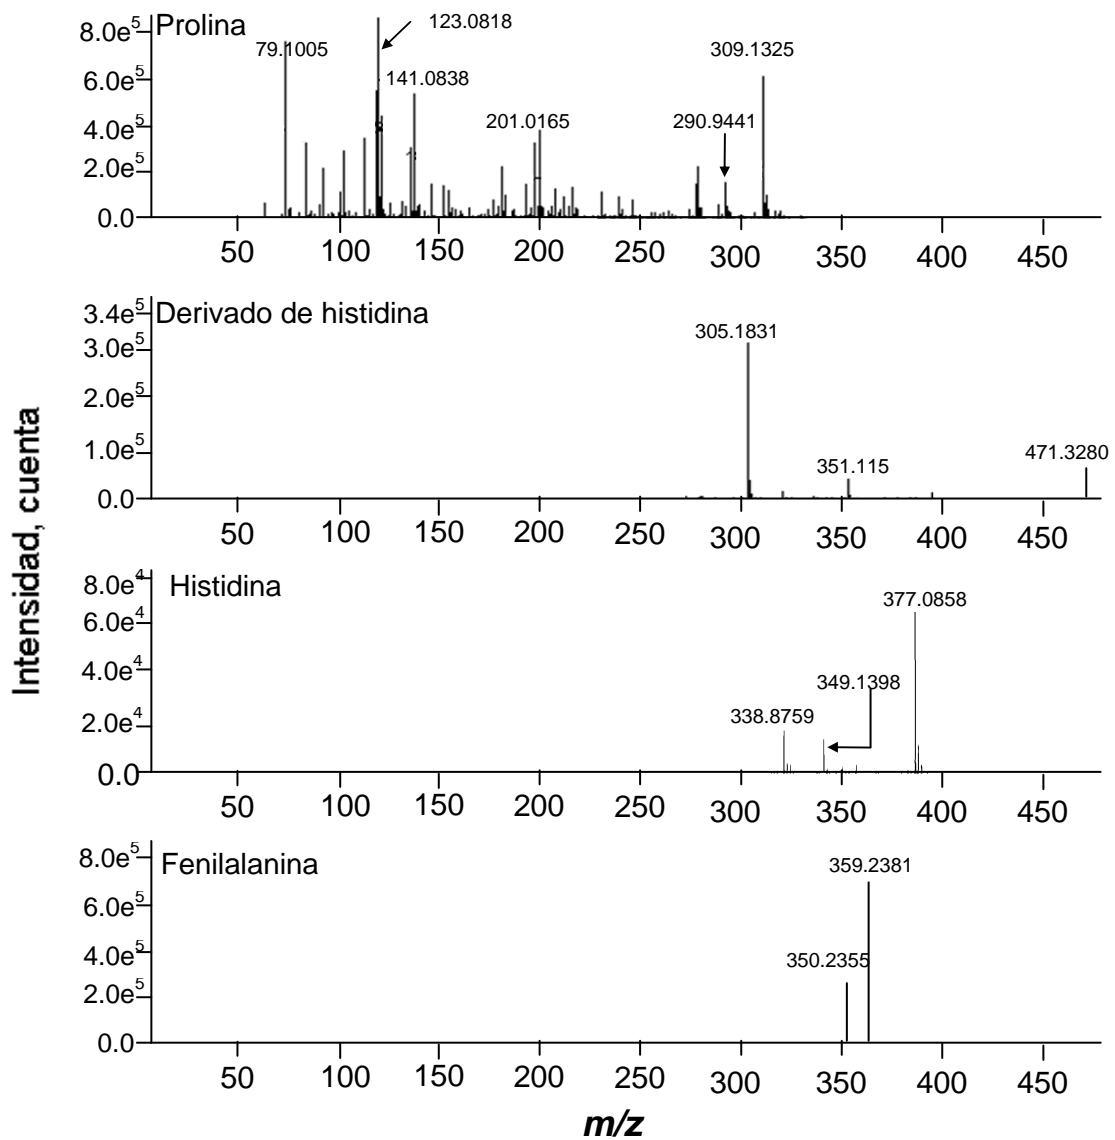 Prolina
8.0e5
6.0e5
4.0e5
2.0e5
0.0
79.1005
123.0818
141.0838
201.0165
290.9441
309.1325
50 100 150 200 250 300 350 400 450
Derivado de histidina
3.4e5
3.0e5
2.0e5
1.0e5
0.0
305.1831
351.115
471.3280
50 100 150 200 250 300 350 400 450
Histidina
8.0e4
6.0e4
4.0e4
2.0e4
0.0
338.8759
349.1398
377.0858
50 100 150 200 250 300 350 400 450
Fenilalanina
8.0e5
6.0e5
4.0e5
2.0e5
0.0
350.2355
359.2381
50 100 150 200 250 300 350 400 450
m/z
Intensidad, cuenta